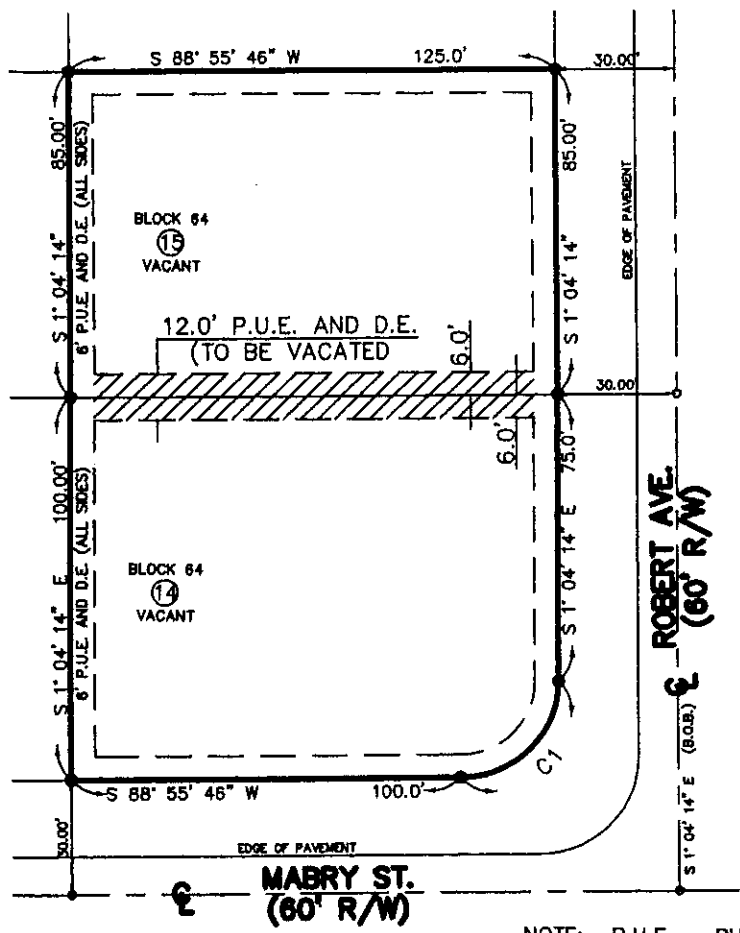 S 88° 55' 46" W
125.0'
30.00'
85.00'
S 1° 04' 14"
6' P.U.E. AND D.E. (ALL SIDES)
BLOCK 64
15
VACANT
85.00'
S 1° 04' 14"
EDGE OF PAVEMENT
12.0' P.U.E. AND D.E.
(TO BE VACATED
6.0'
6.0'
30.00'
100.00'
S 1° 04' 14" E
6' P.U.E. AND D.E. (ALL SIDES)
BLOCK 64
14
VACANT
75.0'
S 1° 04' 14" E
ROBERT AVE.
(60' R/W)
C1
S 1° 04' 14" E (B.O.B.)
S 88° 55' 46" W
100.0'
30.00'
EDGE OF PAVEMENT
MABRY ST.
(60' R/W)
NOTE: P.U.E.